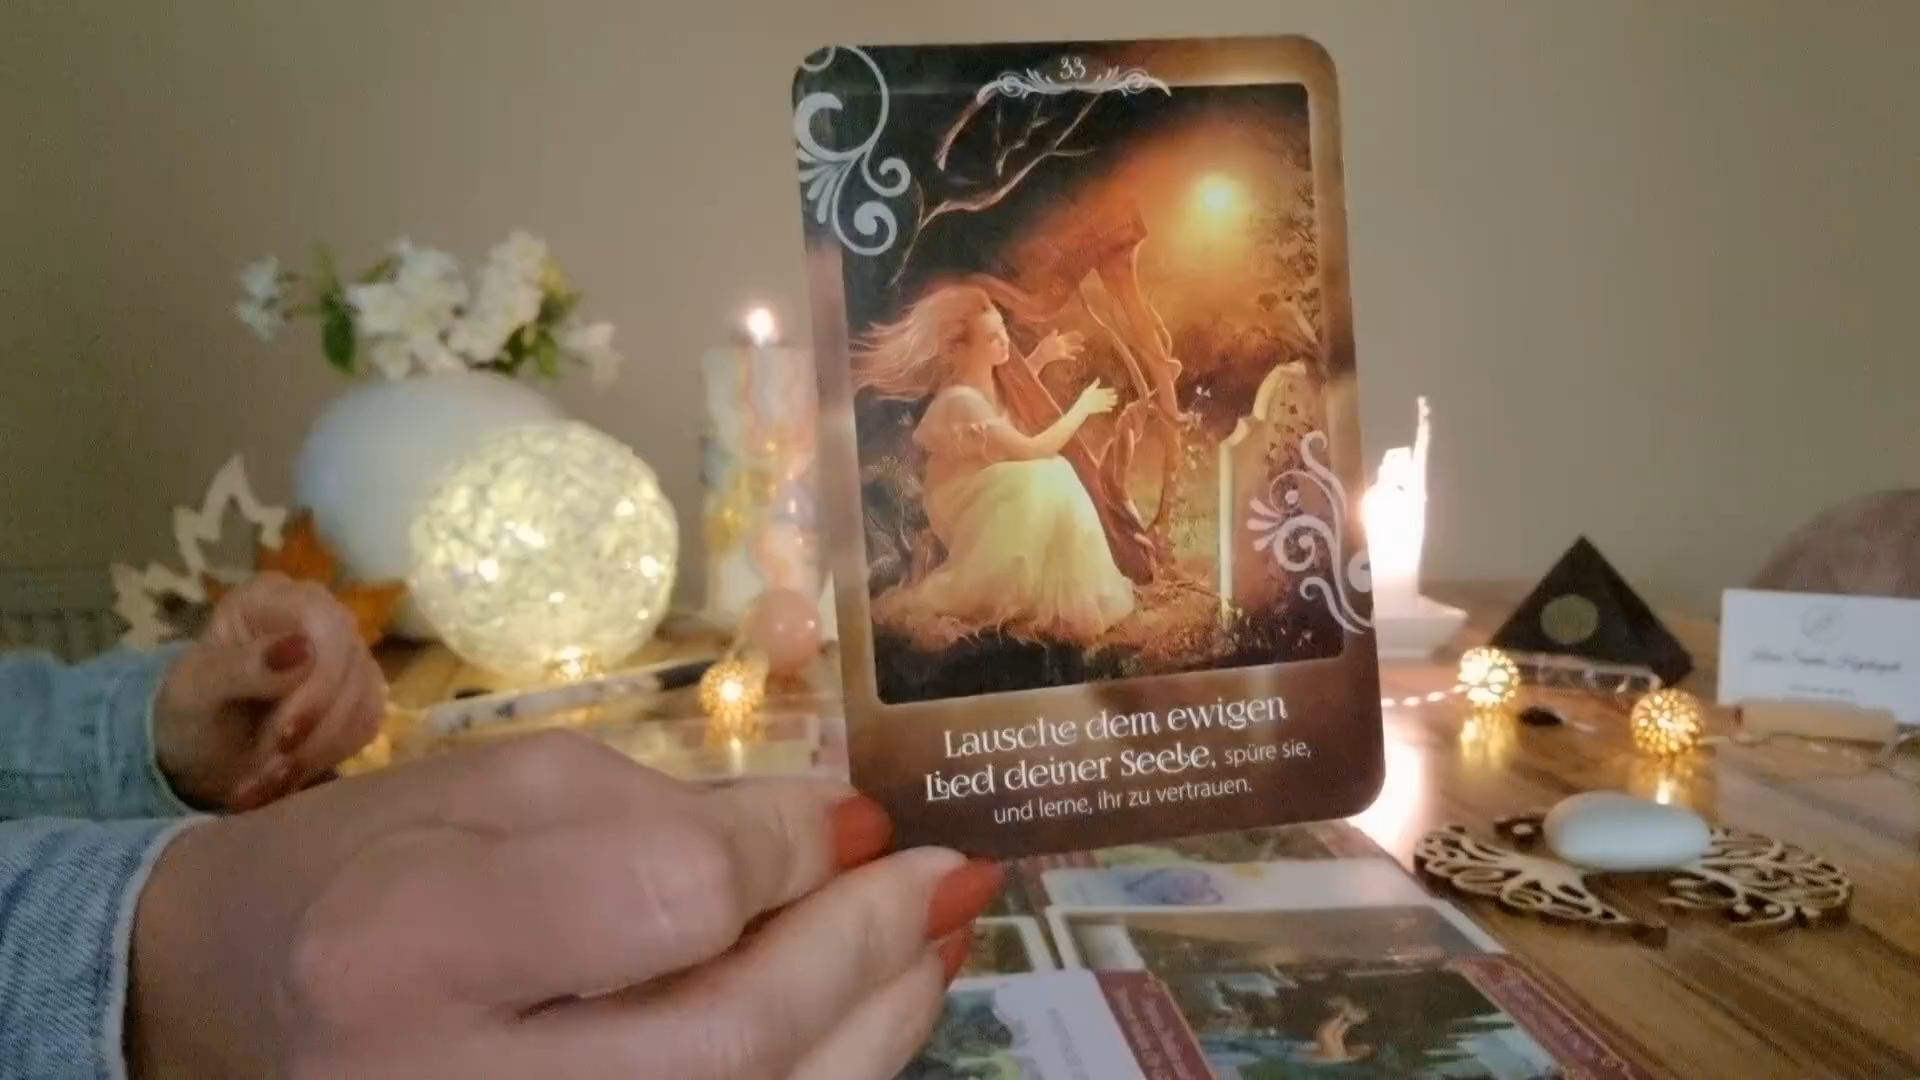 33
Lausche dem ewigen
Lied deiner Seele, spüre sie,
und lerne, ihr zu vertrauen.